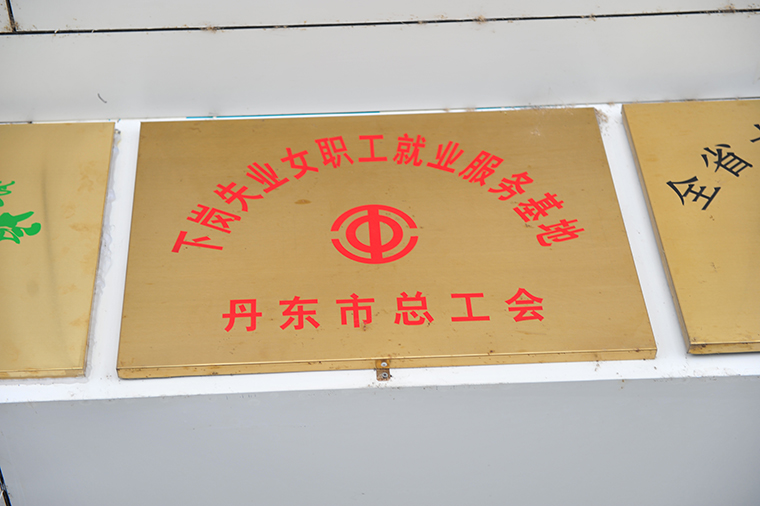 下岗失业女职工就业服务基地
丹东市总工会
全省